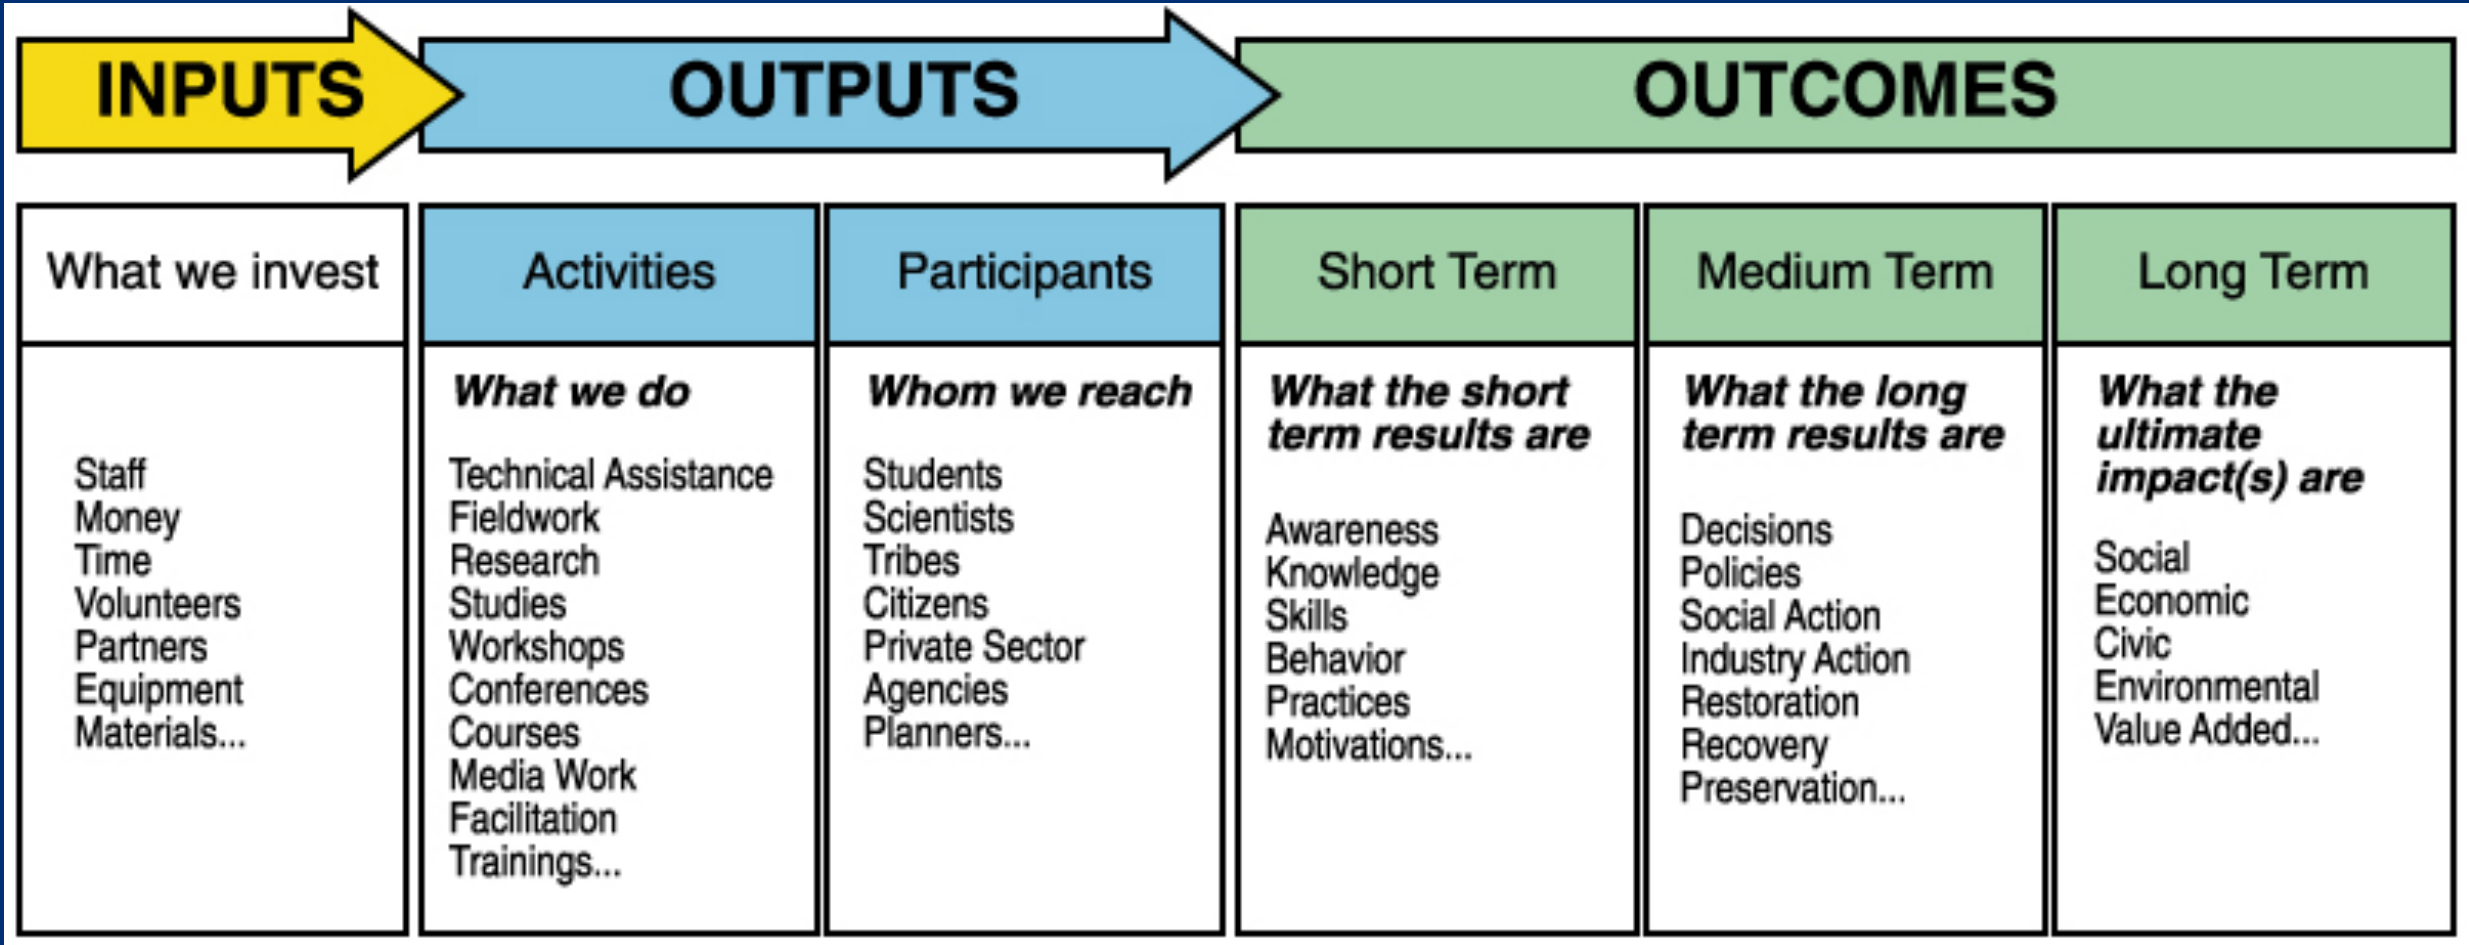 INPUTS
OUTPUTS
OUTCOMES
What we invest
Staff
Money
Time
Volunteers
Partners
Equipment
Materials...
Activities
What we do
Technical Assistance
Fieldwork
Research
Studies
Workshops
Conferences
Courses
Media Work
Facilitation
Trainings...
Participants
Whom we reach
Students
Scientists
Tribes
Citizens
Private Sector
Agencies
Planners...
Short Term
What the short
term results are
Awareness
Knowledge
Skills
Behavior
Practices
Motivations...
Medium Term
What the long
term results are
Decisions
Policies
Social Action
Industry Action
Restoration
Recovery
Preservation...
Long Term
What the
ultimate
impact(s) are
Social
Economic
Civic
Environmental
Value Added...